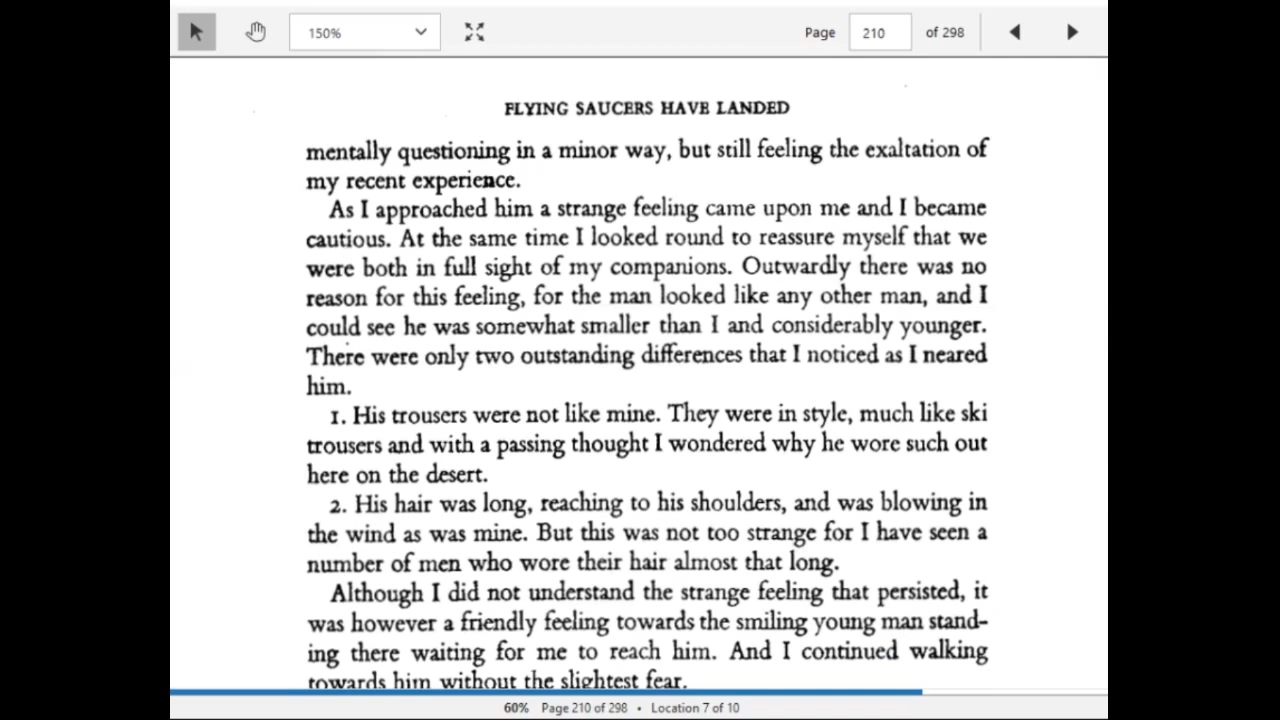 150%
Page 210 of 298
FLYING SAUCERS HAVE LANDED
mentally questioning in a minor way, but still feeling the exaltation of
my recent experience.
As I approached him a strange feeling came upon me and I became
cautious. At the same time I looked round to reassure myself that we
were both in full sight of my companions. Outwardly there was no
reason for this feeling, for the man looked like any other man, and I
could see he was somewhat smaller than I and considerably younger.
There were only two outstanding differences that I noticed as I neared
him.
1. His trousers were not like mine. They were in style, much like ski
trousers and with a passing thought I wondered why he wore such out
here on the desert.
2. His hair was long, reaching to his shoulders, and was blowing in
the wind as was mine. But this was not too strange for I have seen a
number of men who wore their hair almost that long.
Although I did not understand the strange feeling that persisted, it
was however a friendly feeling towards the smiling young man stand-
ing there waiting for me to reach him. And I continued walking
towards him without the slightest fear.
60% Page 210 of 298 • Location 7 of 10